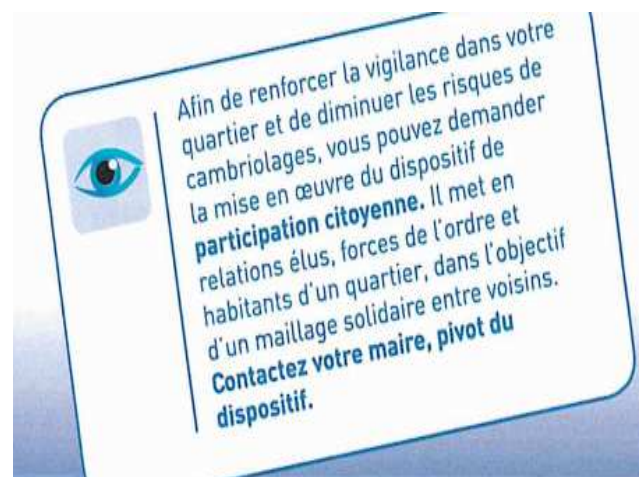 Afin de renforcer la vigilance dans votre
quartier et de diminuer les risques de
cambriolages, vous pouvez demander
la mise en œuvre du dispositif de
participation citoyenne. Il met en
relations élus, forces de l'ordre et
habitants d'un quartier, dans l'objectif
d'un maillage solidaire entre voisins.
Contactez votre maire, pivot du
dispositif.